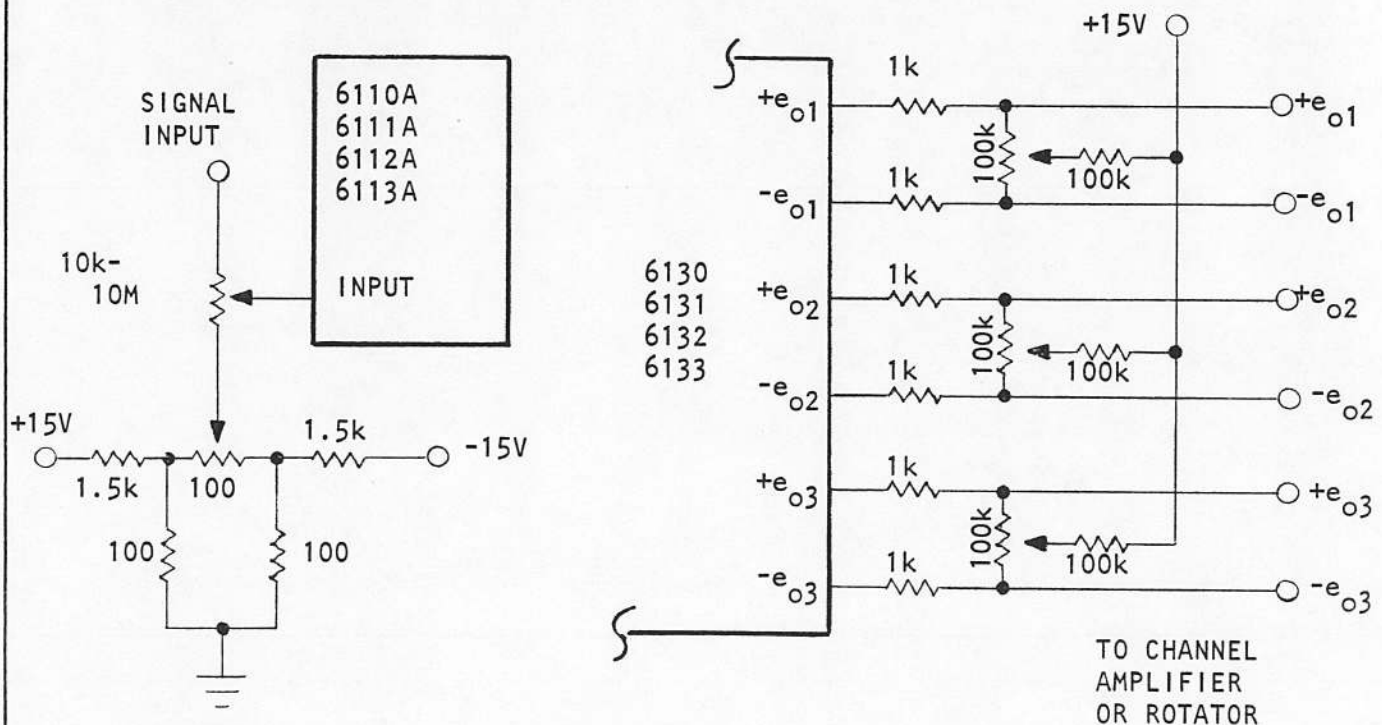 SIGNAL
INPUT
10k-
10M
6110A
6111A
6112A
6113A
INPUT
+15V
1.5k
100
1.5k
-15V
100
100
6130
6131
6132
6133
+15V
+eo1
1k
100k
100k
+eo1
-eo1
1k
-eo1
+eo2
1k
100k
100k
+eo2
-eo2
1k
-eo2
+eo3
1k
100k
100k
+eo3
-eo3
1k
-eo3
TO CHANNEL
AMPLIFIER
OR ROTATOR